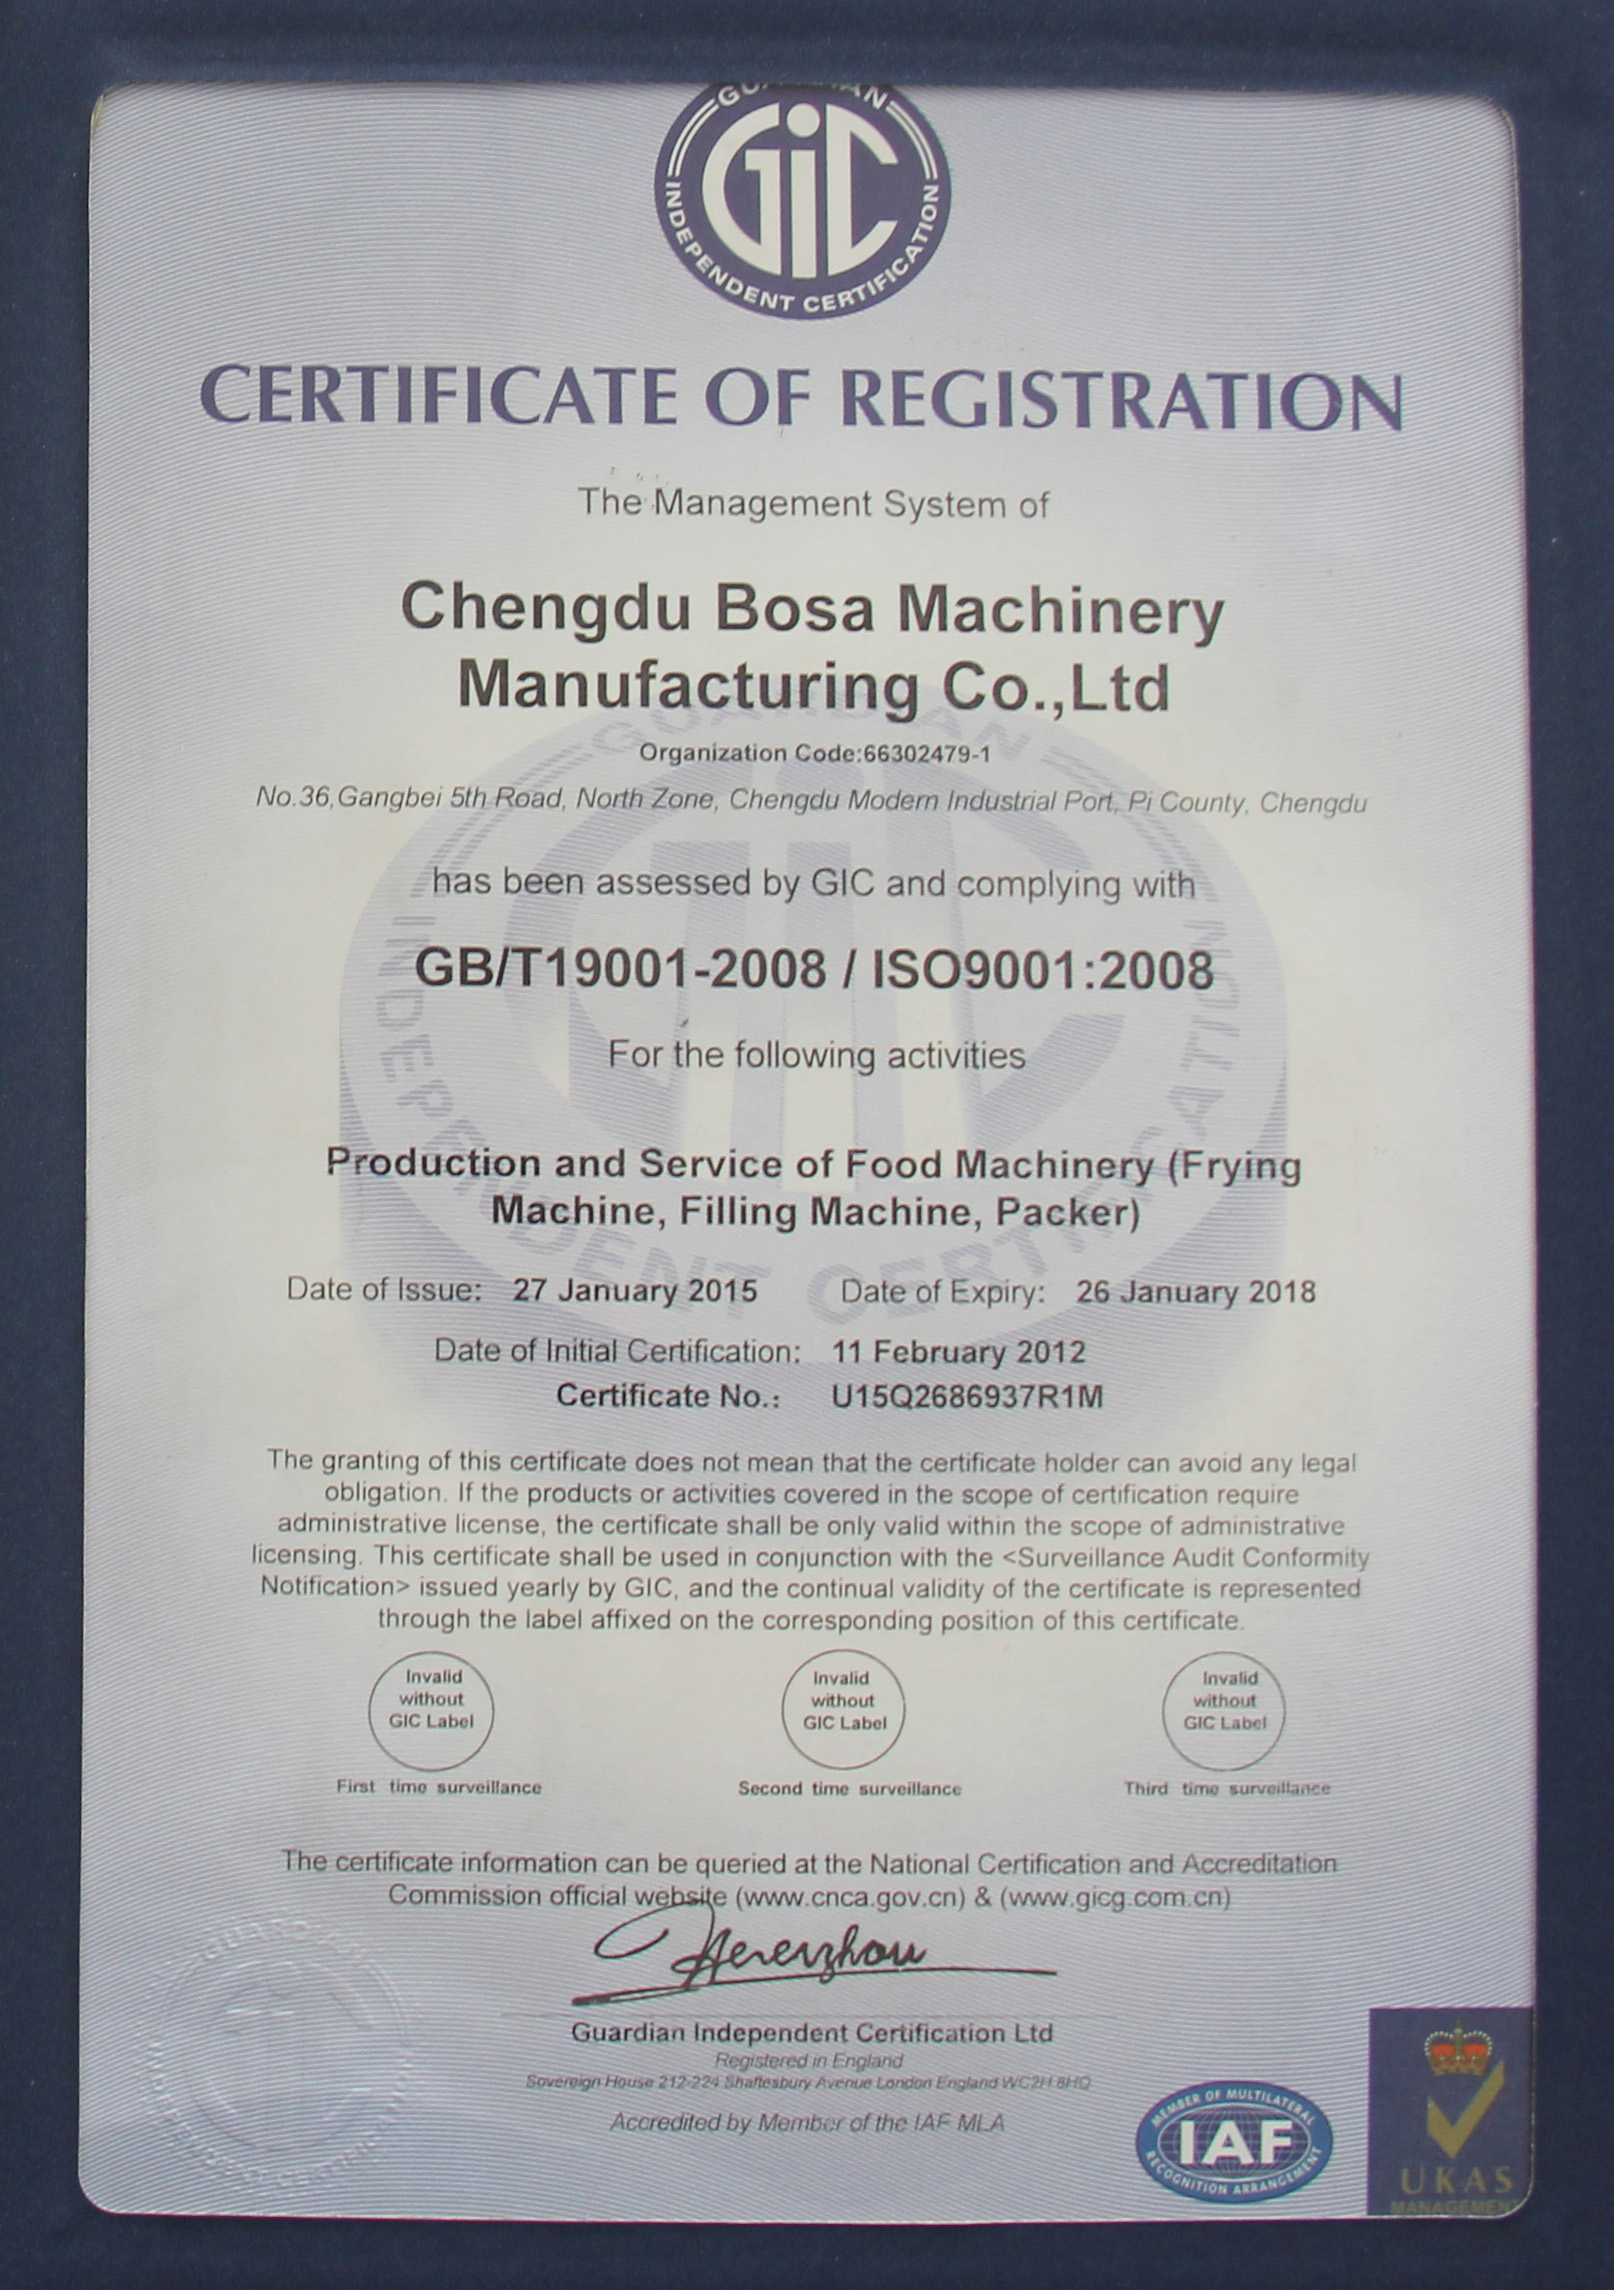 GiC
INDEPENDENT CERTIFICATION
CERTIFICATE OF REGISTRATION
The Management System of
Chengdu Bosa Machinery
Manufacturing Co.,Ltd
Organization Code:66302479-1
No.36,Gangbei 5th Road, North Zone, Chengdu Modern Industrial Port, Pi County, Chengdu
has been assessed by GIC and complying with
GB/T19001-2008 / ISO9001:2008
For the following activities
Production and Service of Food Machinery (Frying
Machine, Filling Machine, Packer)
Date of Issue: 27 January 2015 Date of Expiry: 26 January 2018
Date of Initial Certification: 11 February 2012
Certificate No.: U15Q2686937R1M
The granting of this certificate does not mean that the certificate holder can avoid any legal
obligation. If the products or activities covered in the scope of certification require
administrative license, the certificate shall be only valid within the scope of administrative
licensing. This certificate shall be used in conjunction with the <Surveillance Audit Conformity
Notification> issued yearly by GIC, and the continual validity of the certificate is represented
through the label affixed on the corresponding position of this certificate.
Invalid without GIC Label
Invalid without GIC Label
Invalid without GIC Label
First time surveillance Second time surveillance Third time surveillance
The certificate information can be queried at the National Certification and Accreditation
Commission official website (www.cnca.gov.cn) & (www.gicg.com.cn)
Guardian Independent Certification Ltd
Registered in England
Sovereign House 212-224 Shaftesbury Avenue London England WC2H 8HQ
Accredited by Member of the IAF MLA
MEMBER OF MULTILATERAL
IAF
RECOGNITION ARRANGEMENT
UKAS
MANAGEMENT